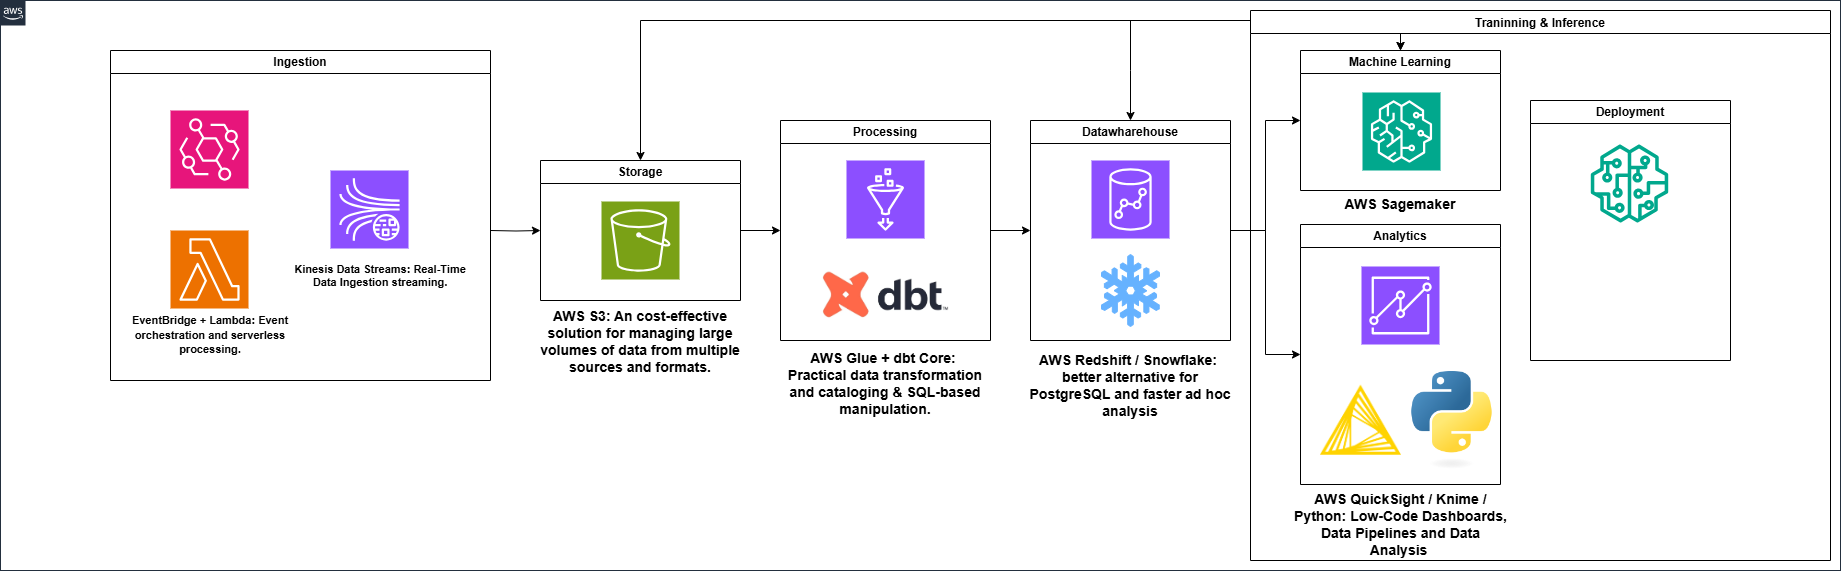 aws
Traninning & Inference
Ingestion
Machine Learning
Deployment
Processing
Datawharehouse
Storage
AWS Sagemaker
Analytics
Kinesis Data Streams: Real-Time
Data Ingestion streaming.
EventBridge + Lambda: Event
orchestration and serverless
processing.
dbt
TM
AWS S3: An cost-effective
solution for managing large
volumes of data from multiple
sources and formats.
AWS Glue + dbt Core:
Practical data transformation
and cataloging & SQL-based
manipulation.
AWS Redshift / Snowflake:
better alternative for
PostgreSQL and faster ad hoc
analysis
AWS QuickSight / Knime /
Python: Low-Code Dashboards,
Data Pipelines and Data
Analysis